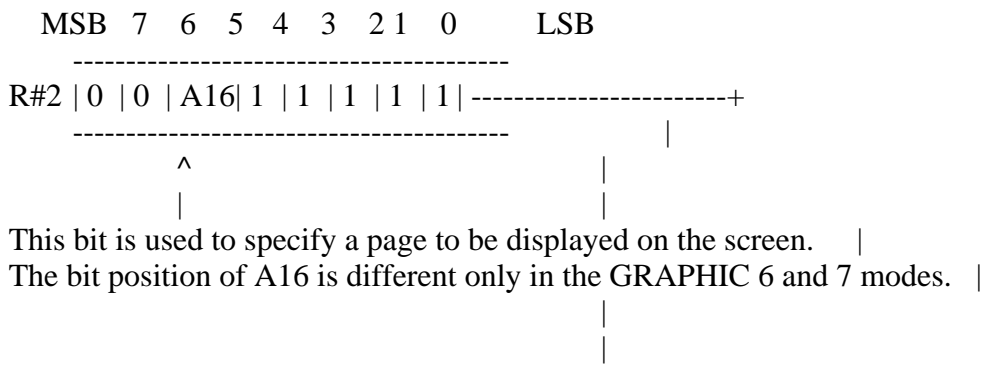 MSB 7 6 5 4 3 2 1 0 LSB
-----------------------------------------
R#2 | 0 | 0 | A16| 1 | 1 | 1 | 1 | 1 | ------------------------+
----------------------------------------- |
^ |
| |
This bit is used to specify a page to be displayed on the screen. |
The bit position of A16 is different only in the GRAPHIC 6 and 7 modes. |
|
|